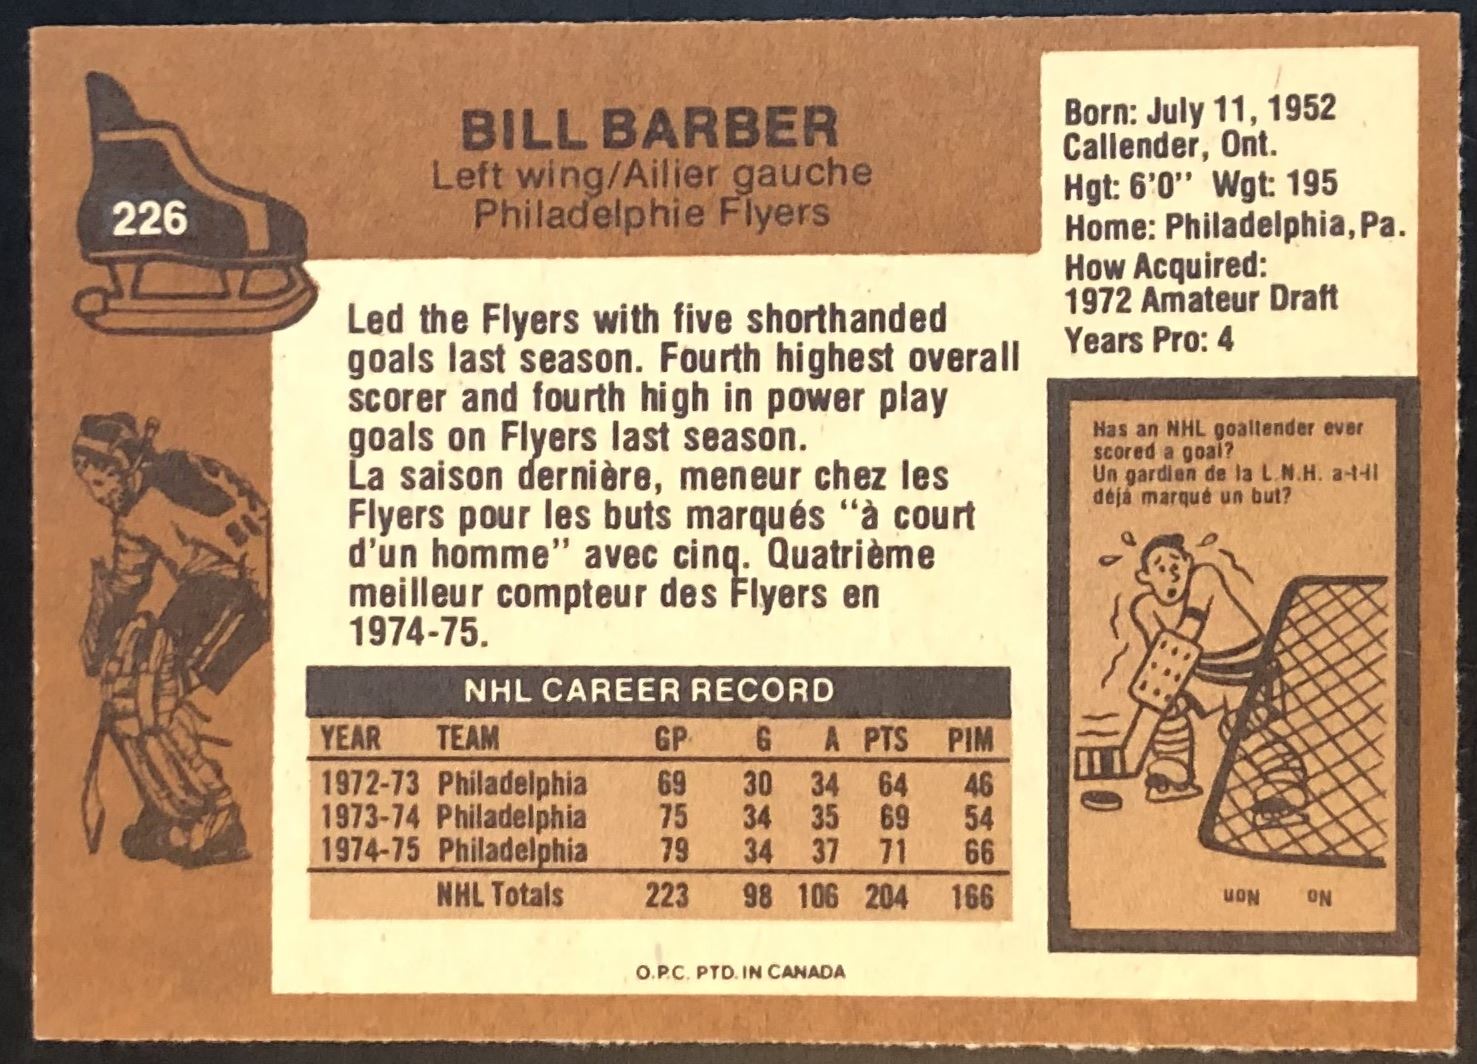 226
BILL BARBER
Left wing/Ailier gauche
Philadelphie Flyers
Born: July 11, 1952
Callender, Ont.
Hgt: 6'0" Wgt: 195
Home: Philadelphia, Pa.
How Acquired:
1972 Amateur Draft
Years Pro: 4
Led the Flyers with five shorthanded
goals last season. Fourth highest overall
scorer and fourth high in power play
goals on Flyers last season.
La saison dernière, meneur chez les
Flyers pour les buts marqués "à court
d'un homme" avec cinq. Quatrième
meilleur compteur des Flyers en
1974-75.
NHL CAREER RECORD
YEAR TEAM GP G A PTS PIM
1972-73 Philadelphia 69 30 34 64 46
1973-74 Philadelphia 75 34 35 69 54
1974-75 Philadelphia 79 34 37 71 66
NHL Totals 223 98 106 204 166
Has an NHL goaltender ever
scored a goal?
Un gardien de la L.N.H. a-t-il
déjà marqué un but?
No Non
O.P.C. PTD. IN CANADA